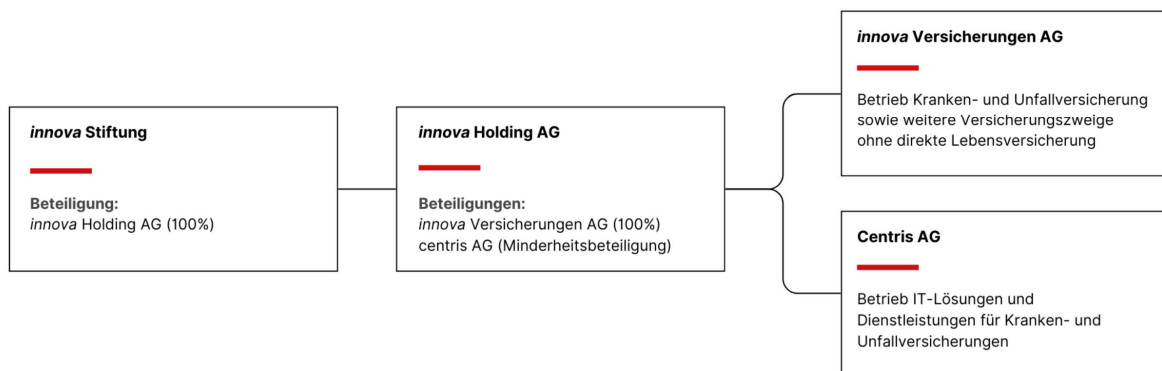 innova Stiftung
Beteiligung:
innova Holding AG (100%)
innova Holding AG
Beteiligungen:
innova Versicherungen AG (100%)
centris AG (Minderheitsbeteiligung)
innova Versicherungen AG
Betrieb Kranken- und Unfallversicherung
sowie weitere Versicherungszweige
ohne direkte Lebensversicherung
Centris AG
Betrieb IT-Lösungen und
Dienstleistungen für Kranken- und
Unfallversicherungen